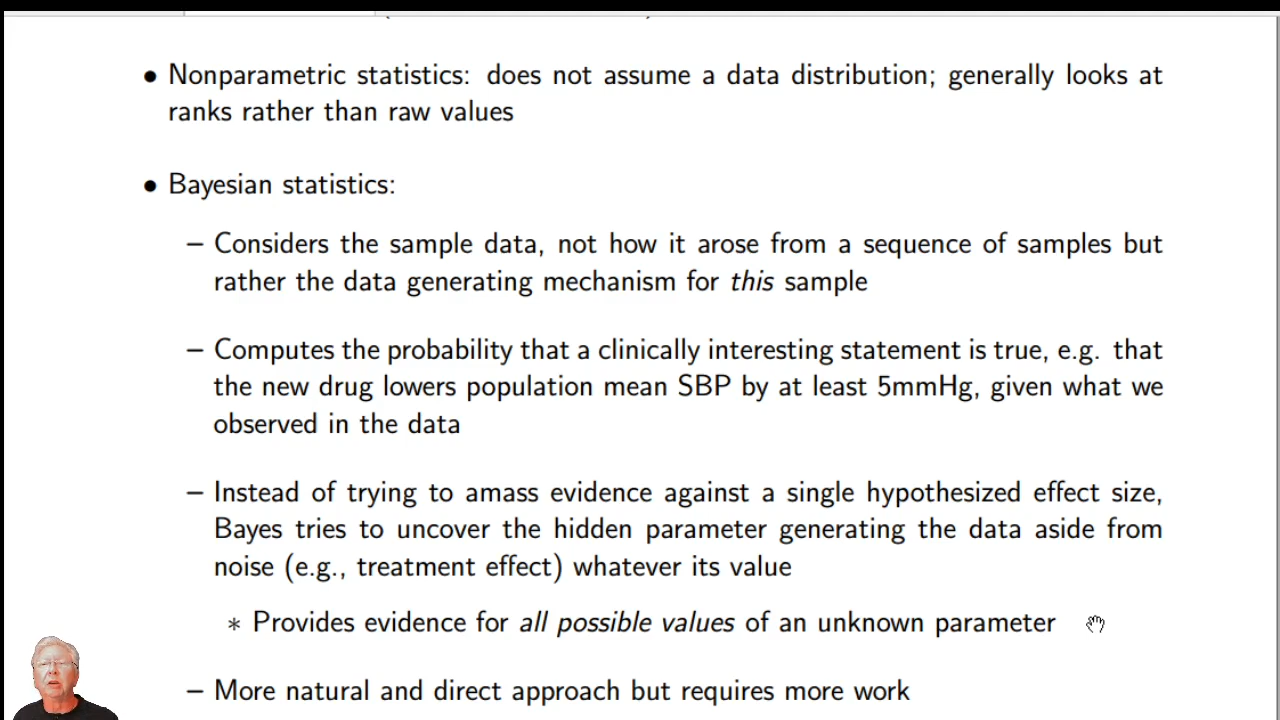 • Nonparametric statistics: does not assume a data distribution; generally looks at
ranks rather than raw values
• Bayesian statistics:
– Considers the sample data, not how it arose from a sequence of samples but
rather the data generating mechanism for this sample
– Computes the probability that a clinically interesting statement is true, e.g. that
the new drug lowers population mean SBP by at least 5mmHg, given what we
observed in the data
– Instead of trying to amass evidence against a single hypothesized effect size,
Bayes tries to uncover the hidden parameter generating the data aside from
noise (e.g., treatment effect) whatever its value
* Provides evidence for all possible values of an unknown parameter
– More natural and direct approach but requires more work